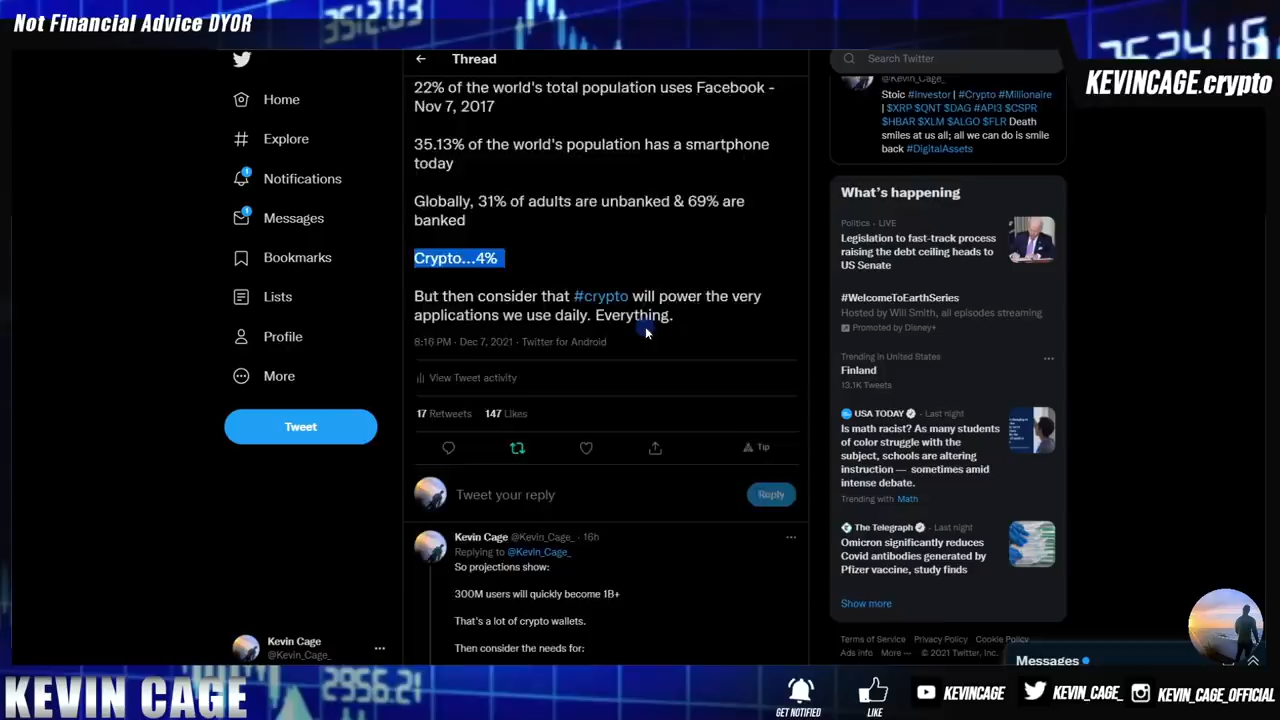 Not Financial Advice DYOR
KEVINCAGE.crypto
Home
Explore
Notifications
Messages
Bookmarks
Lists
Profile
More
Tweet
Kevin Cage
@Kevin_Cage_
Thread
22% of the world's total population uses Facebook -
Nov 7, 2017
35.13% of the world's population has a smartphone
today
Globally, 31% of adults are unbanked & 69% are
banked
Crypto...4%
But then consider that #crypto will power the very
applications we use daily. Everything.
8:16 PM · Dec 7, 2021 · Twitter for Android
View Tweet activity
17 Retweets 147 Likes
Tip
Tweet your reply
Reply
Kevin Cage @Kevin_Cage_ · 16h
Replying to @Kevin_Cage_
So projections show:
300M users will quickly become 1B+
That's a lot of crypto wallets.
Then consider the needs for:
Search Twitter
@Kevin_Cage_
Stoic #Investor | #Crypto #Millionaire
| $XRP $QNT $DAG #API3 $CSPR
$HBAR $XLM $ALGO $FLR Death
smiles at us all; all we can do is smile
back #DigitalAssets
What's happening
Politics · LIVE
Legislation to fast-track process
raising the debt ceiling heads to
US Senate
#WelcomeToEarthSeries
Hosted by Will Smith, all episodes streaming
Promoted by Disney+
Trending in United States
Finland
13.1K Tweets
USA TODAY · Last night
Is math racist? As many students
of color struggle with the
subject, schools are altering
instruction — sometimes amid
intense debate.
Trending with Math
The Telegraph · Last night
Omicron significantly reduces
Covid antibodies generated by
Pfizer vaccine, study finds
Show more
Terms of Service Privacy Policy Cookie Policy
Ads info More ··· © 2021 Twitter, Inc.
Messages
KEVIN CAGE
2956.21
GET NOTIFIED
LIKE
KEVINCAGE
KEVIN_CAGE_
KEVIN_CAGE_OFFICIAL